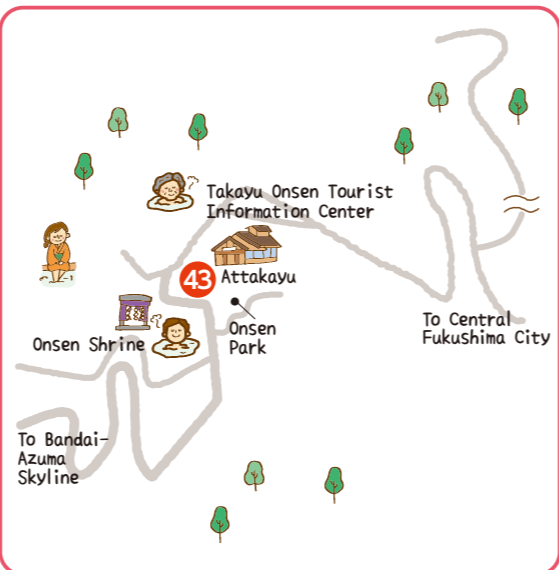 Takayu Onsen Tourist
Information Center
43 Attakayu
Onsen
Park
Onsen Shrine
To Central
Fukushima City
To Bandai-
Azuma
Skyline